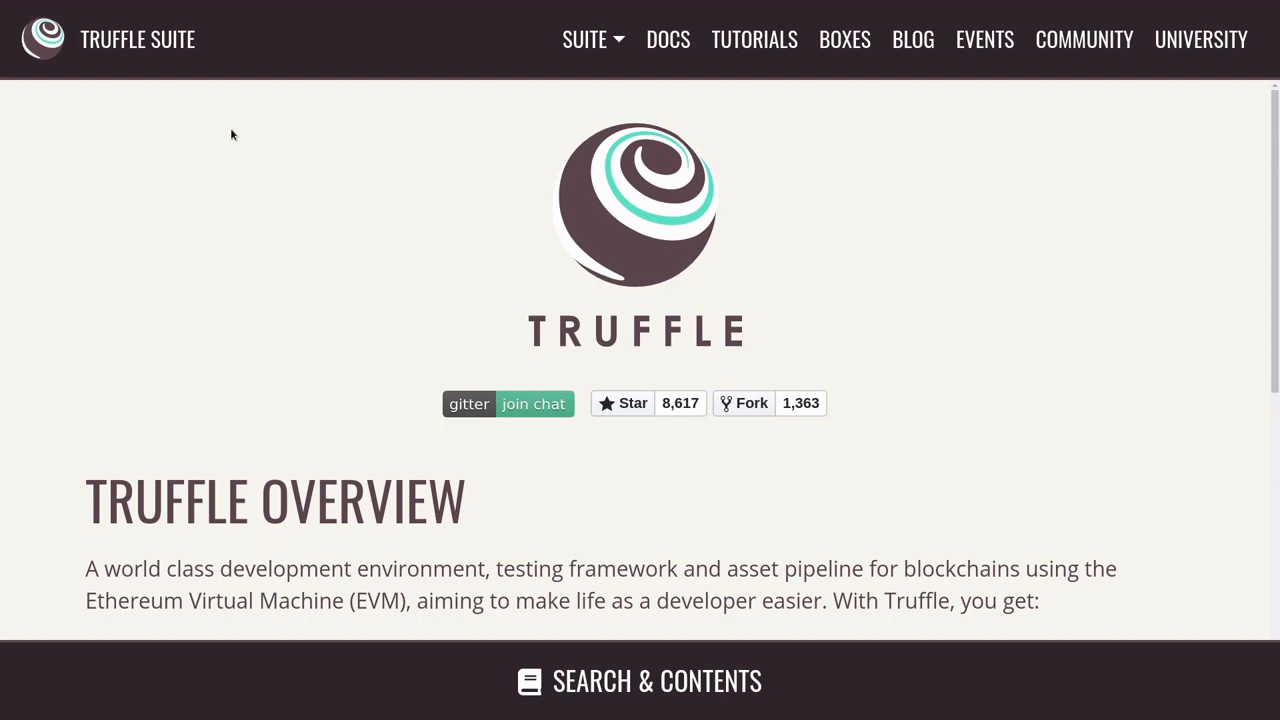 TRUFFLE SUITE
SUITE DOCS TUTORIALS BOXES BLOG EVENTS COMMUNITY UNIVERSITY
TRUFFLE
gitter join chat Star 8,617 Fork 1,363
TRUFFLE OVERVIEW
A world class development environment, testing framework and asset pipeline for blockchains using the
Ethereum Virtual Machine (EVM), aiming to make life as a developer easier. With Truffle, you get:
SEARCH & CONTENTS